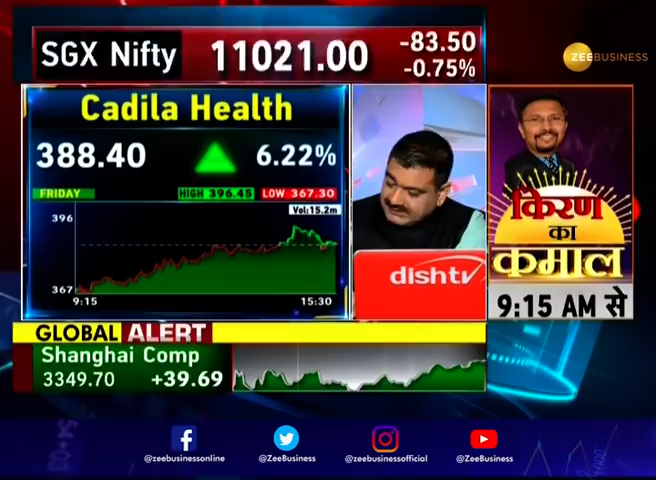 SGX Nifty 11021.00 -83.50
-0.75%
ZEE BUSINESS
Cadila Health
388.40 6.22%
FRIDAY HIGH 396.45 LOW 367.30
Vol:15.2m
396
367
9:15 15:30
dishtv
किरण
का
कमाल
9:15 AM से
GLOBAL ALERT
Shanghai Comp
3349.70 +39.69
@zeebusinessonline @ZeeBusiness @zeebusinessofficial @ZeeBusiness